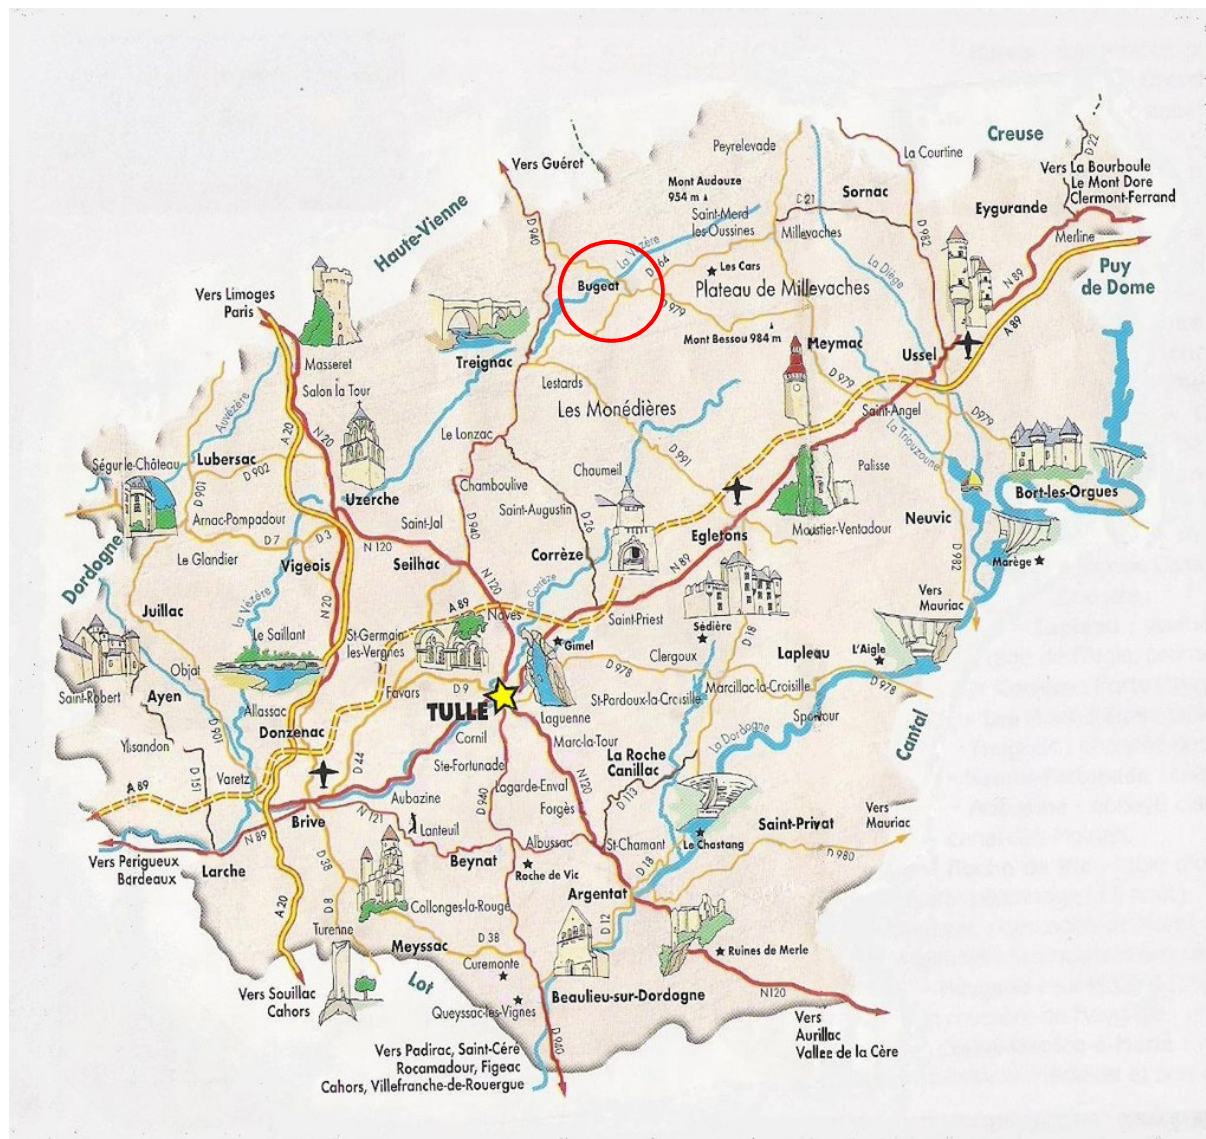 Creuse
D 22
Peyrelevade
La Courtine
Vers Guéret
Vers La Bourboule
Le Mont Dore
Clermont-Ferrand
Mont Audouze
954 m
Sornac
D 21
Eygurande
Haute-Vienne
Saint-Merd
les-Oussines
Millevaches
D 982
Merline
D 940
La Vézère
La Diège
Les Cars
Puy
de Dome
Bugeat
Plateau de Millevaches
N 89
A 89
Vers Limoges
Paris
D 979
Mont Bessou 984 m
Meymac
Ussel
Masseret
Treignac
Salon la Tour
Lestards
D 979
Saint-Angel
D979
Auvézère
Les Monédières
La Triouzoune
A 20
N 20
Le Lonzac
D 991
Ségur-le-Château
Lubersac
D 902
Chaumeil
Palisse
D 901
Uzerche
Chamboulive
Bort-les-Orgues
Arnac-Pompadour
Saint-Jal
Saint-Augustin
D 26
Moustier-Ventadour
Neuvic
D 940
Egletons
D 7
D 3
N 120
Dordogne
Le Glandier
Vigeois
Seilhac
Corrèze
N 89
D 982
Marège
N 120
La Corrèze
Vers
Mauriac
Juillac
La Vézère
N 20
A 89
Naves
Saint-Priest
Sédière
Le Saillant
St-Germain
les-Vergnes
Gimel
D 18
Clergoux
Lapleau
L'Aigle
Objat
D 978
D 978
Saint-Robert
Ayen
Favars
D 9
St-Pardoux-la-Croisille
Marcillac-la-Croisille
TULLE
Allassac
Laguenne
Spontour
Cantal
D 901
Donzenac
Cornil
Marc-la-Tour
La Dordogne
Yssandon
La Roche
Canillac
D 44
Ste-Fortunade
Varetz
N120
A 89
D 151
Lagarde-Enval
D 113
D 940
Aubazine
Forgès
Vers
Mauriac
Brive
N 121
Lanteuil
Saint-Privat
N 89
Albussac
St-Chamant
Le Chastang
Vers Perigueux
Bordeaux
Larche
D 38
Beynat
Roche de Vic
D 18
D 980
Argentat
A 20
D 8
Collonges-la-Rouge
D 12
Turenne
Meyssac
D 38
Ruines de Merle
Curemonte
Lot
Vers Souillac
Cahors
Beaulieu-sur-Dordogne
N120
Queyssac-les-Vignes
Vers
Aurillac
Vallee de la Cère
D 940
Vers Padirac, Saint-Céré
Rocamadour, Figeac
Cahors, Villefranche-de-Rouergue